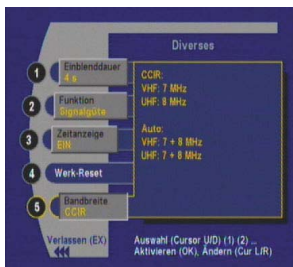 Diverses
1 Einblenddauer
4 s
2 Funktion
Signalgüte
3 Zeitanzeige
EIN
4 Werk-Reset
5 Bandbreite
CCIR
CCIR:
VHF: 7 MHz
UHF: 8 MHz
Auto:
VHF: 7 + 8 MHz
UHF: 7 + 8 MHz
Verlassen (EX)
Auswahl (Cursor U/D) (1) (2) ...
Aktivieren (OK), Ändern (Cur L/R)